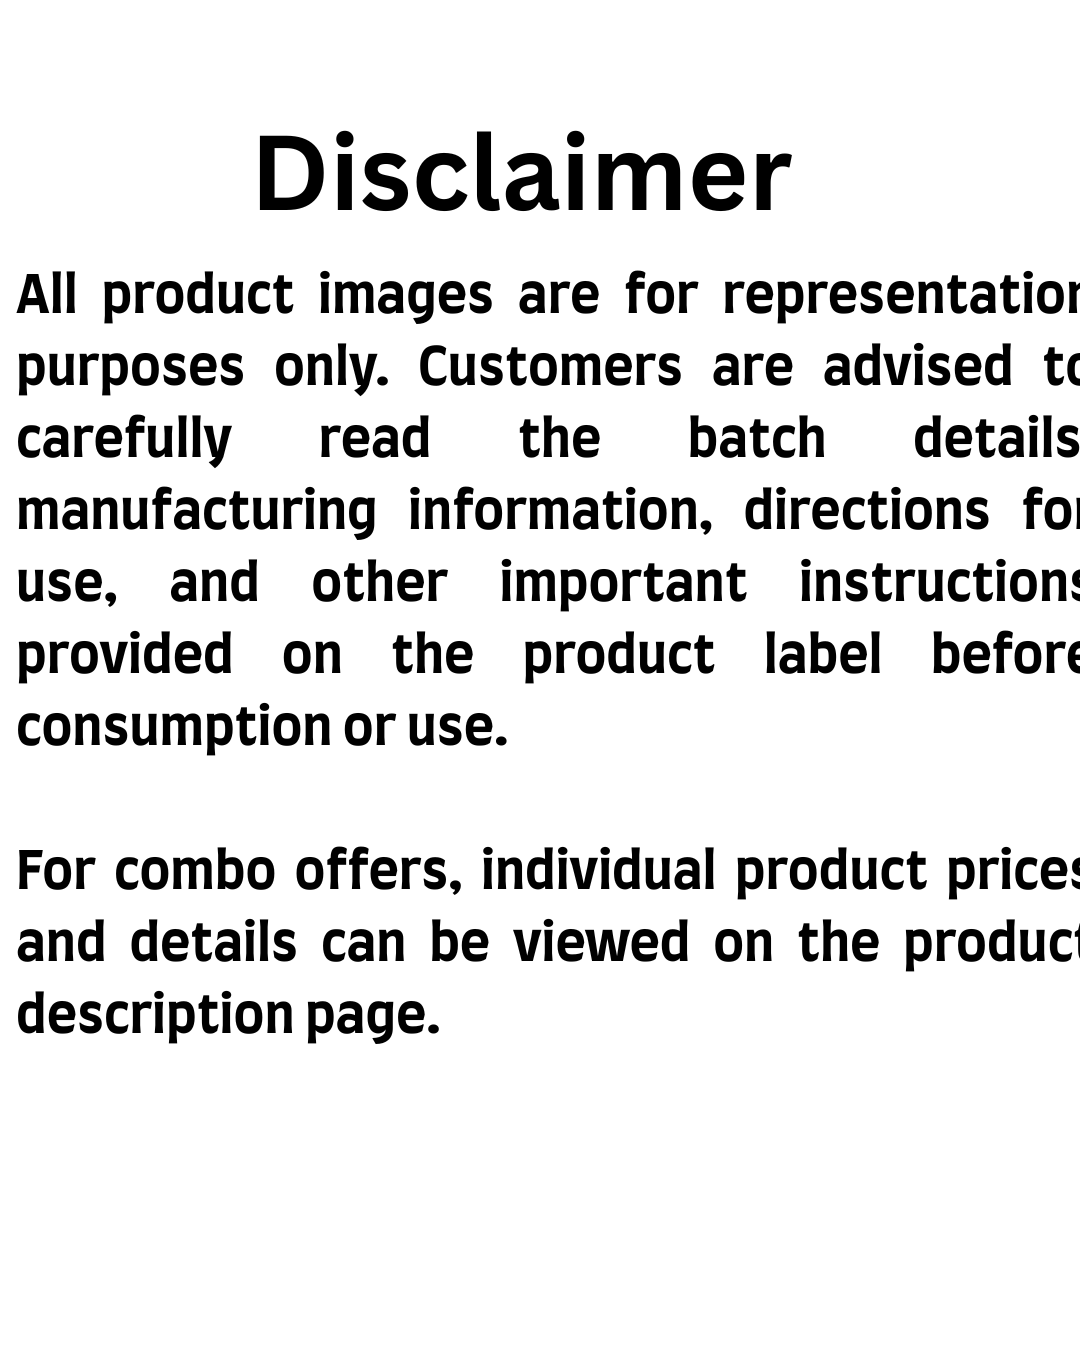 Disclaimer
All product images are for representation
purposes only. Customers are advised to
carefully read the batch details
manufacturing information, directions for
use, and other important instructions
provided on the product label before
consumption or use.
For combo offers, individual product prices
and details can be viewed on the product
description page.